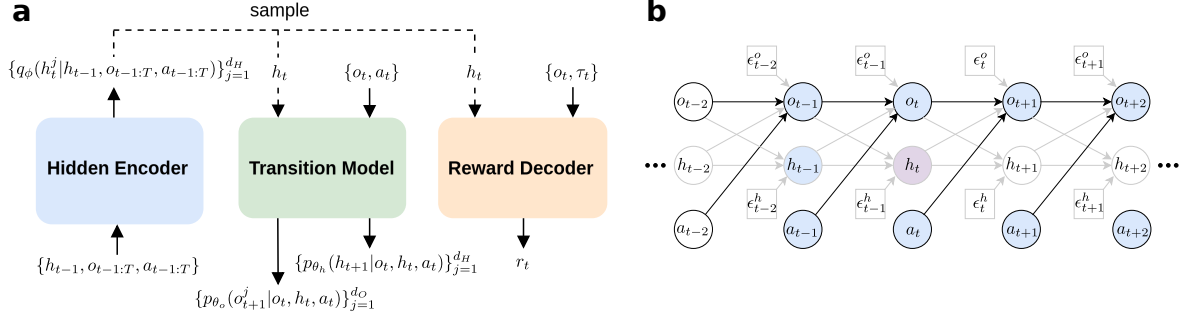 a
sample
{q_ϕ(h_t^j|h_{t−1}, o_{t−1:T}, a_{t−1:T})}_{j=1}^{d_H}
h_t
{o_t, a_t}
h_t
{o_t, τ_t}
Hidden Encoder
Transition Model
Reward Decoder
{h_{t−1}, o_{t−1:T}, a_{t−1:T}}
{p_{θ_h}(h_{t+1}|o_t, h_t, a_t)}_{j=1}^{d_H}
r_t
{p_{θ_o}(o_{t+1}^j|o_t, h_t, a_t)}_{j=1}^{d_O}
b
ϵ_{t−2}^o ϵ_{t−1}^o ϵ_t^o ϵ_{t+1}^o
o_{t−2} o_{t−1} o_t o_{t+1} o_{t+2}
... h_{t−2} h_{t−1} h_t h_{t+1} h_{t+2} ...
ϵ_{t−2}^h ϵ_{t−1}^h ϵ_t^h ϵ_{t+1}^h
a_{t−2} a_{t−1} a_t a_{t+1} a_{t+2}